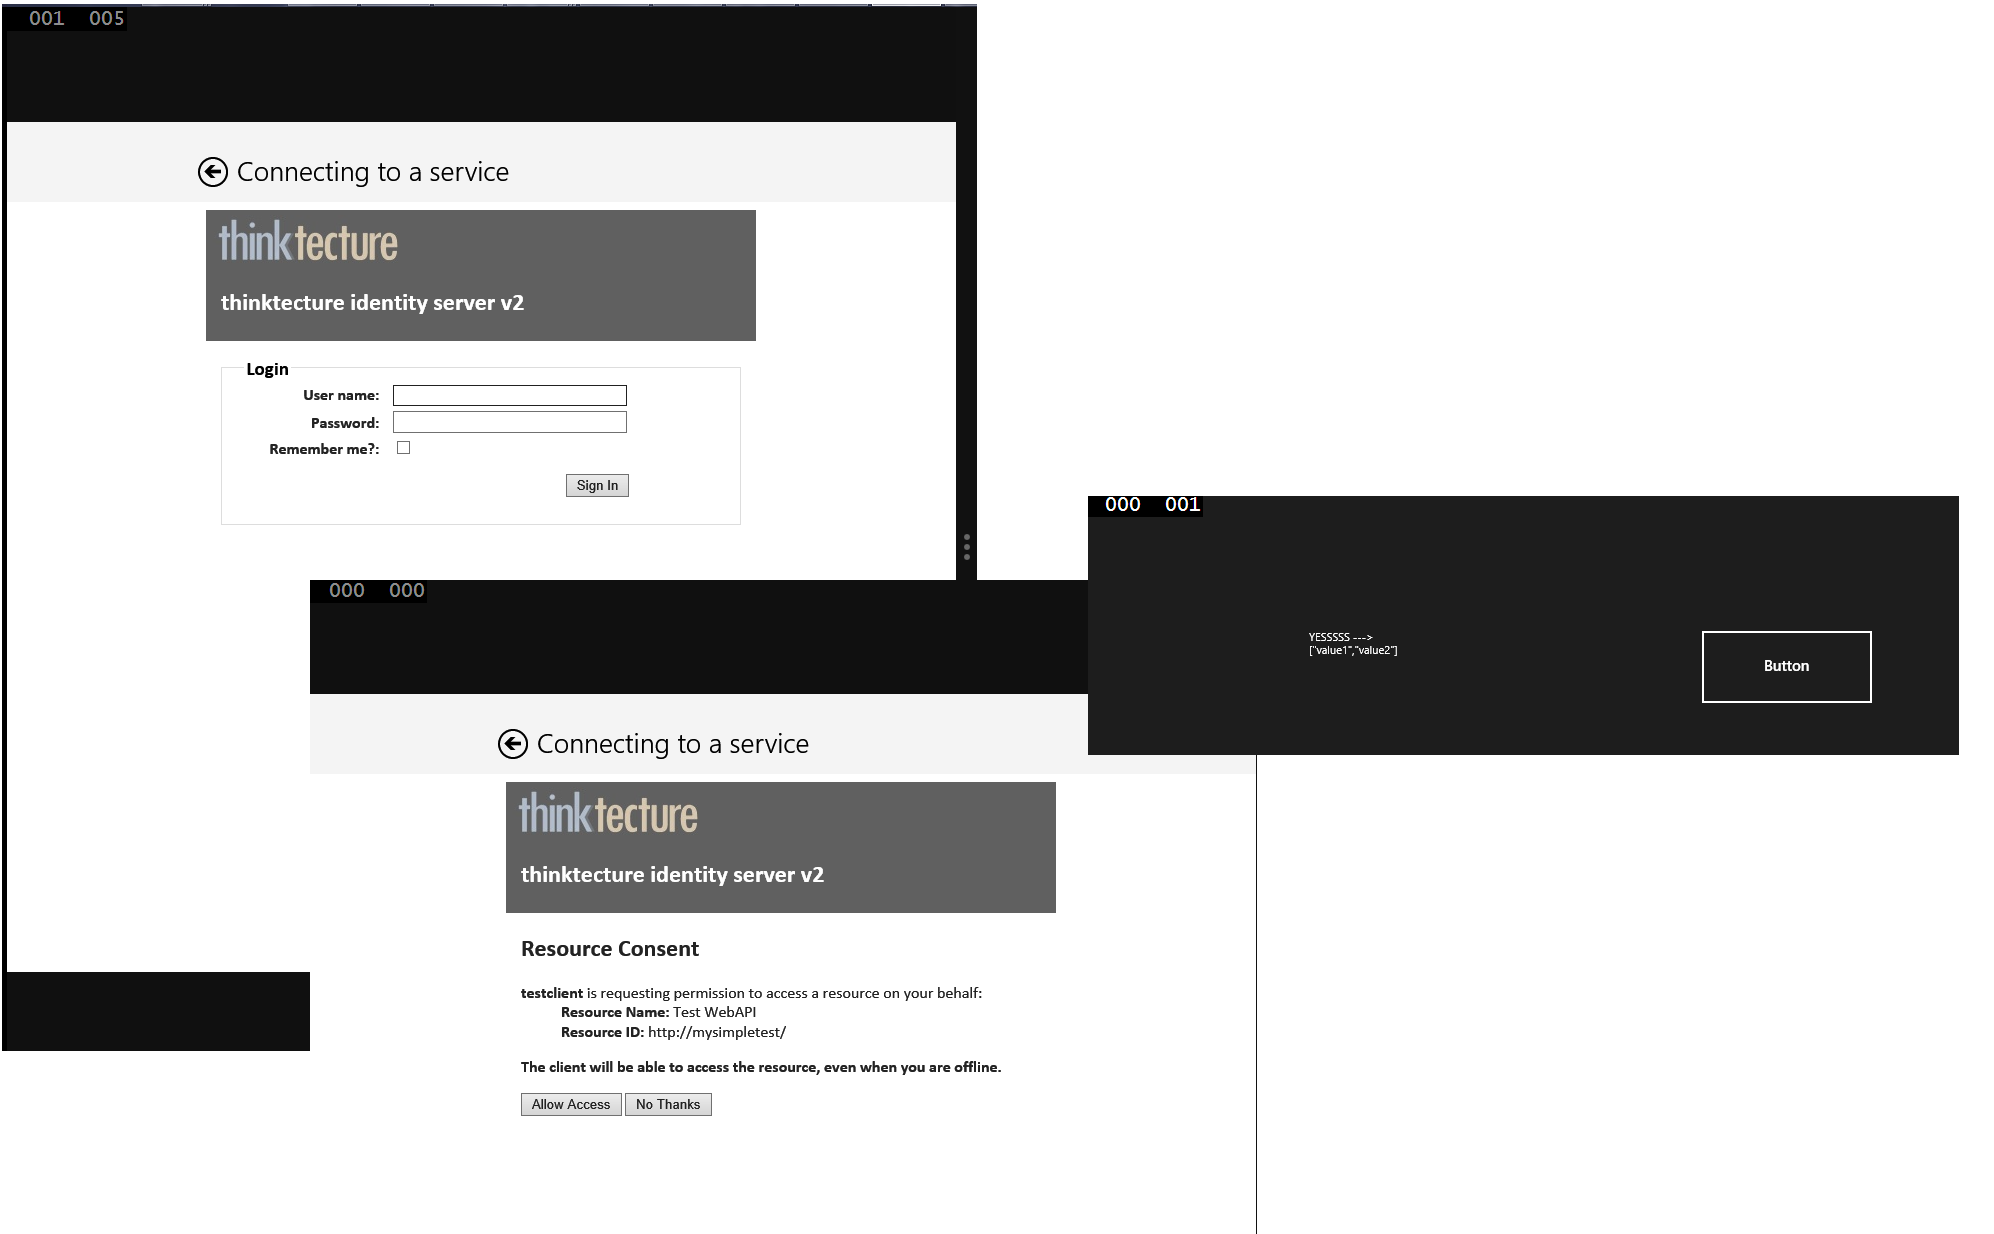 001 005
Connecting to a service
thinktecture
thinktecture identity server v2
Login
User name:
Password:
Remember me?:
Sign In
000 000
Connecting to a service
thinktecture
thinktecture identity server v2
Resource Consent
testclient is requesting permission to access a resource on your behalf:
Resource Name: Test WebAPI
Resource ID: http://mysimpletest/
The client will be able to access the resource, even when you are offline.
Allow Access No Thanks
000 001
YESSSSS --->
["value1","value2"]
Button